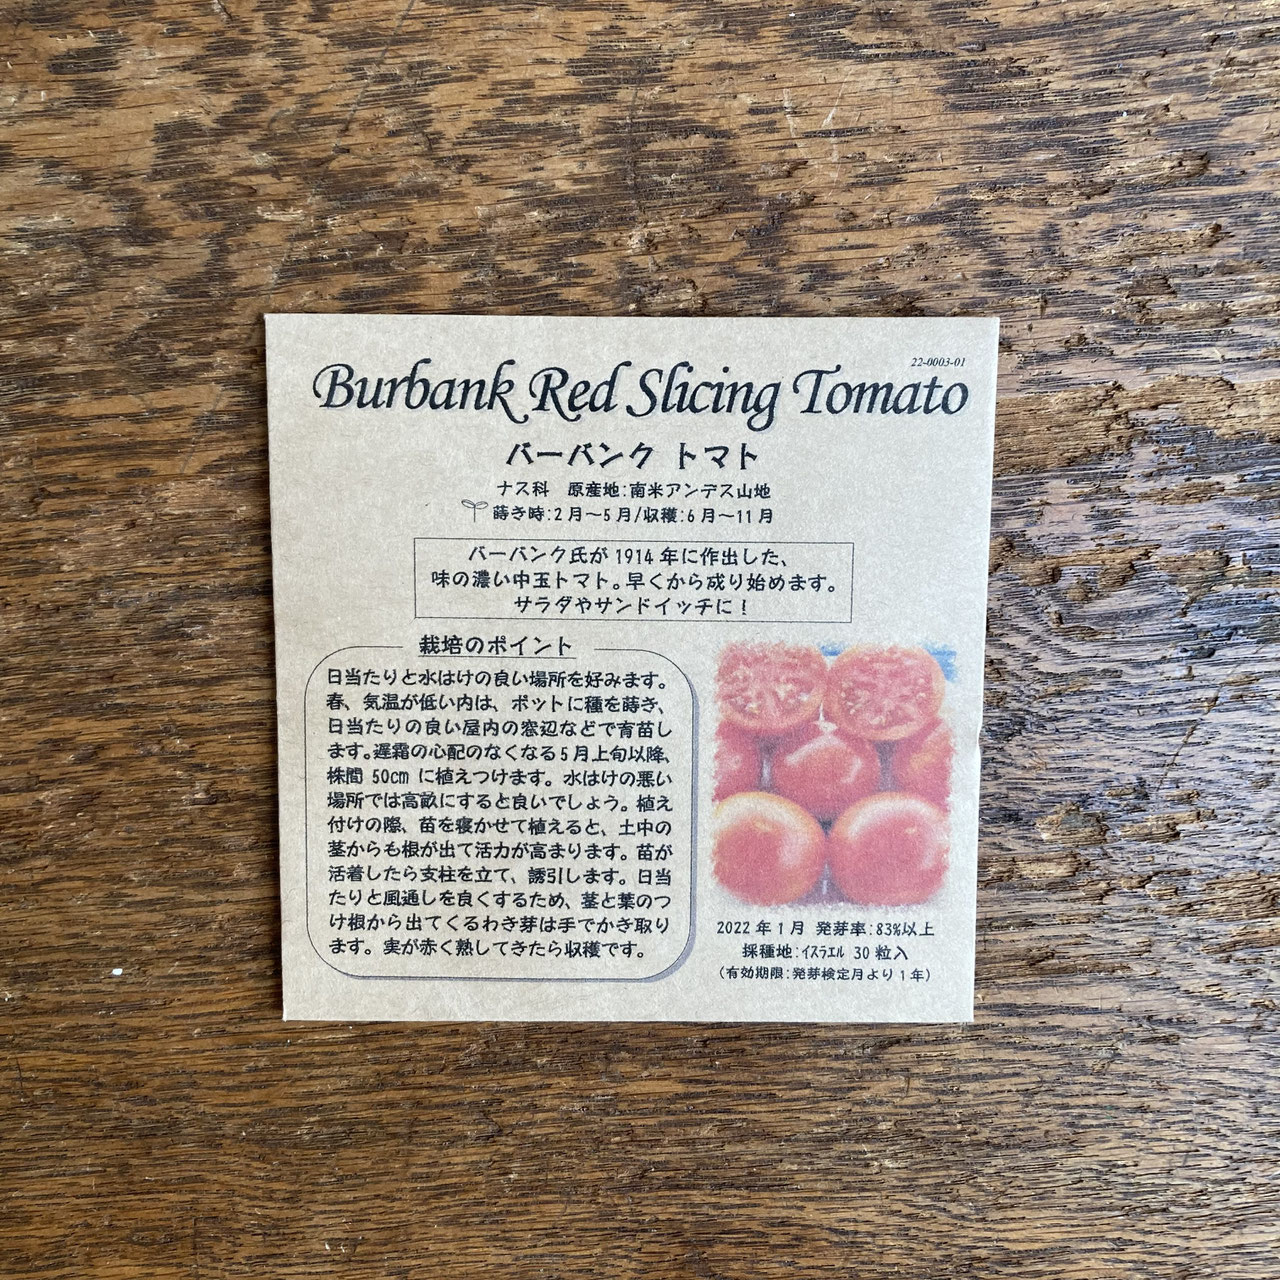 22-0003-01
Burbank Red Slicing Tomato
バーバンク トマト
ナス科 原産地:南米アンデス山地
蒔き時:2月～5月/収穫:6月～11月
バーバンク氏が1914年に作出した、
味の濃い中玉トマト。早くから成り始めます。
サラダやサンドイッチに！
栽培のポイント
日当たりと水はけの良い場所を好みます。
春、気温が低い内は、ポットに種を蒔き、
日当たりの良い屋内の窓辺などで育苗し
ます。遅霜の心配のなくなる5月上旬以降、
株間50cmに植えつけます。水はけの悪い
場所では高畝にすると良いでしょう。植え
付けの際、苗を寝かせて植えると、土中の
茎からも根が出て活力が高まります。苗が
活着したら支柱を立て、誘引します。日当
たりと風通しを良くするため、茎と葉のつ
け根から出てくるわき芽は手でかき取り
ます。実が赤く熟してきたら収穫です。
2022年1月 発芽率:83%以上
採種地:ｲｽﾗｴﾙ 30粒入
(有効期限:発芽検定月より1年)